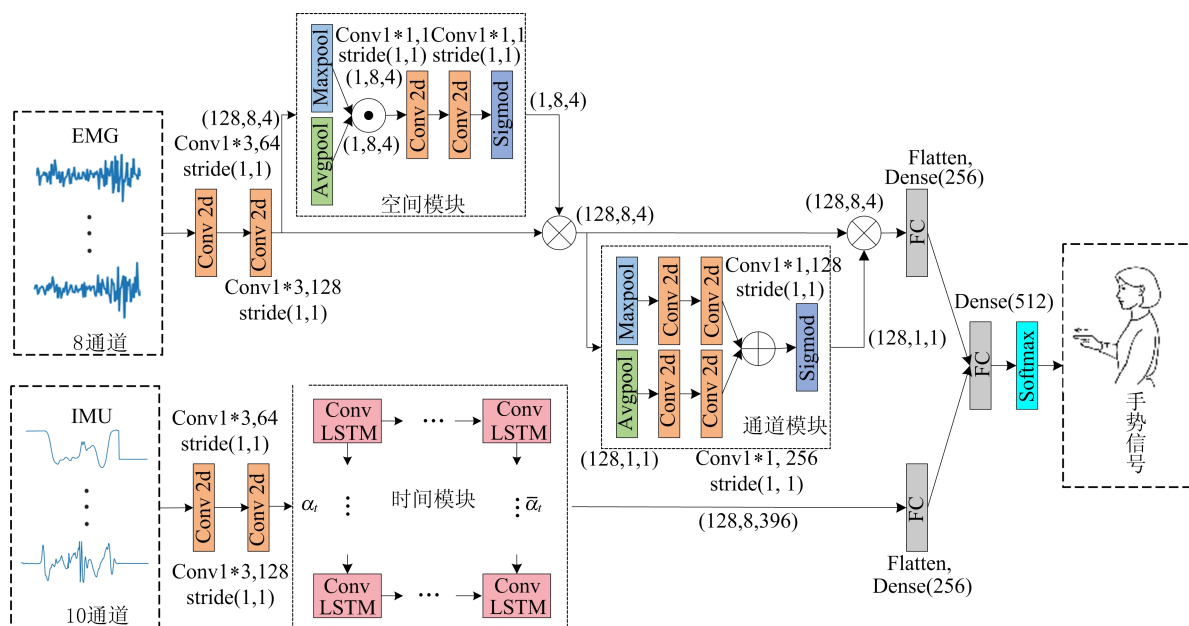 EMG
8通道
(128,8,4)
Conv1*3,64
stride(1,1)
Conv 2d
Conv 2d
Conv1*3,128
stride(1,1)
Conv1*1,1
stride(1,1)
Conv1*1,1
stride(1,1)
Maxpool
Avgpool
(1,8,4)
(1,8,4)
Conv 2d
Conv 2d
Sigmod
空间模块
(1,8,4)
(128,8,4)
Maxpool
Avgpool
Conv 2d
Conv 2d
Conv 2d
Conv 2d
Conv1*1,128
stride(1,1)
Sigmod
通道模块
(128,1,1)
Conv1*1, 256
stride(1, 1)
(128,1,1)
(128,8,4)
Flatten,
Dense(256)
FC
IMU
10通道
Conv1*3,64
stride(1,1)
Conv 2d
Conv 2d
Conv1*3,128
stride(1,1)
αt
Conv
LSTM
Conv
LSTM
时间模块
α̅t
Conv
LSTM
Conv
LSTM
(128,8,396)
FC
Flatten,
Dense(256)
Dense(512)
FC
Softmax
手势信号